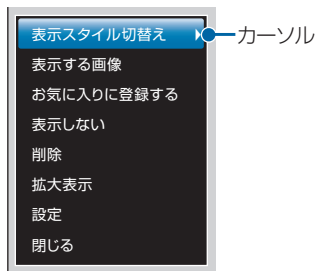 表示スタイル切替え
カーソル
表示する画像
お気に入りに登録する
表示しない
削除
拡大表示
設定
閉じる